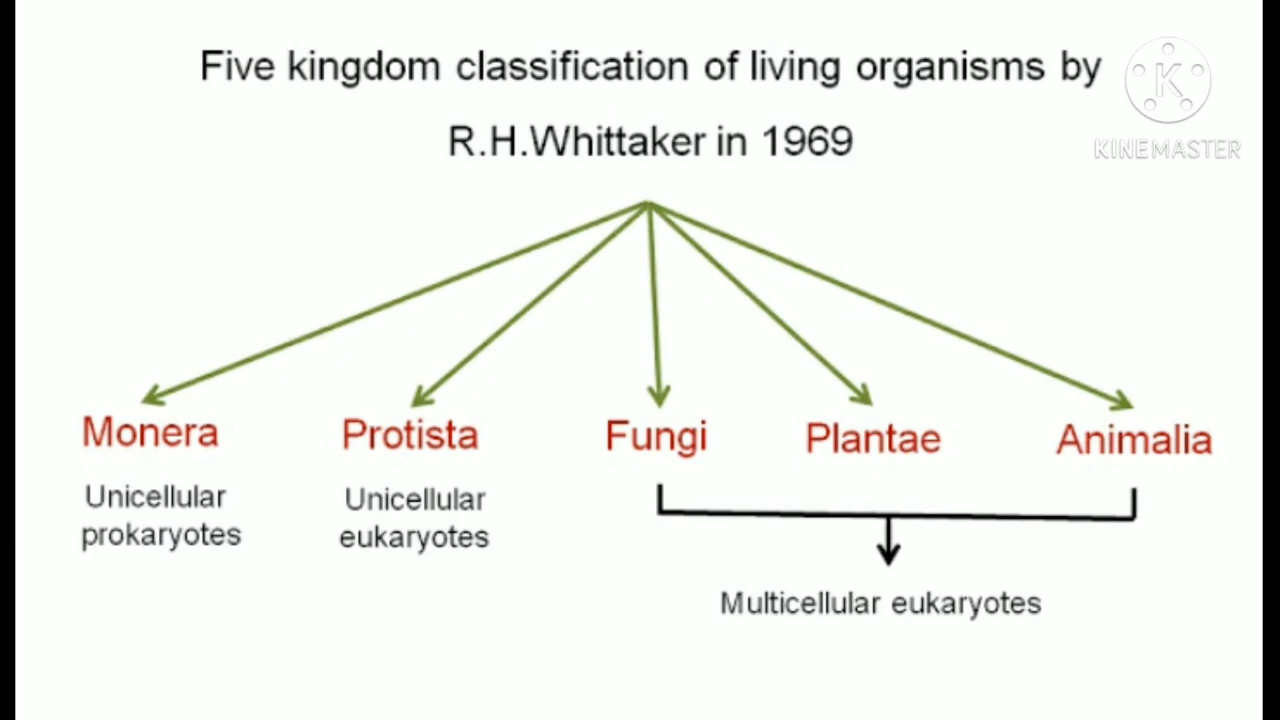 Five kingdom classification of living organisms by
R.H.Whittaker in 1969
K
KINEMASTER
Monera Protista Fungi Plantae Animalia
Unicellular
prokaryotes
Unicellular
eukaryotes
Multicellular eukaryotes